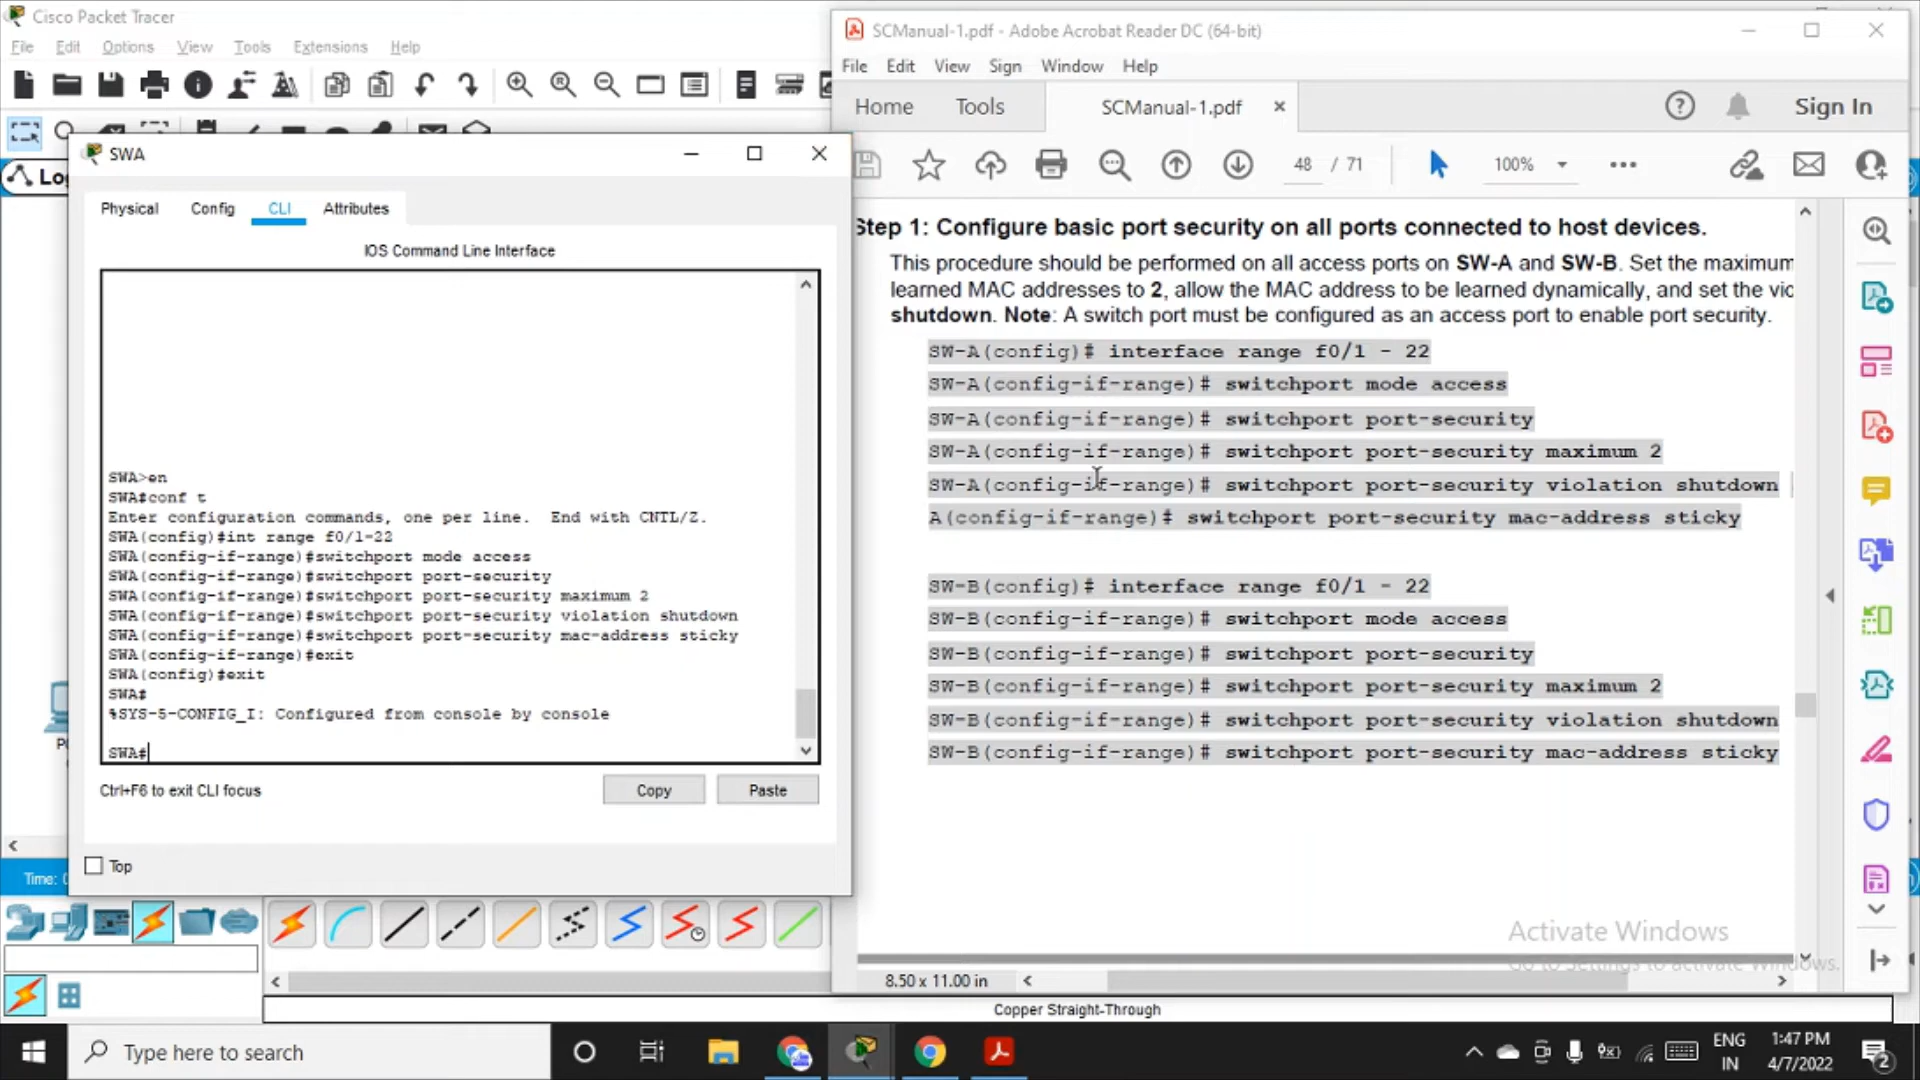 Cisco Packet Tracer
File Edit Options View Tools Extensions Help
SWA
Physical Config CLI Attributes
IOS Command Line Interface
SWA>en
SWA#conf t
Enter configuration commands, one per line. End with CNTL/Z.
SWA(config)#int range f0/1-22
SWA(config-if-range)#switchport mode access
SWA(config-if-range)#switchport port-security
SWA(config-if-range)#switchport port-security maximum 2
SWA(config-if-range)#switchport port-security violation shutdown
SWA(config-if-range)#switchport port-security mac-address sticky
SWA(config-if-range)#exit
SWA(config)#exit
SWA#
%SYS-5-CONFIG_I: Configured from console by console
SWA#
Ctrl+F6 to exit CLI focus
Copy Paste
Top
Time:
SCManual-1.pdf - Adobe Acrobat Reader DC (64-bit)
File Edit View Sign Window Help
Home Tools SCManual-1.pdf × Sign In
48 / 71 100%
Step 1: Configure basic port security on all ports connected to host devices.
This procedure should be performed on all access ports on SW-A and SW-B. Set the maximum
learned MAC addresses to 2, allow the MAC address to be learned dynamically, and set the vio
shutdown. Note: A switch port must be configured as an access port to enable port security.
SW-A(config)# interface range f0/1 - 22
SW-A(config-if-range)# switchport mode access
SW-A(config-if-range)# switchport port-security
SW-A(config-if-range)# switchport port-security maximum 2
SW-A(config-if-range)# switchport port-security violation shutdown
A(config-if-range)# switchport port-security mac-address sticky
SW-B(config)# interface range f0/1 - 22
SW-B(config-if-range)# switchport mode access
SW-B(config-if-range)# switchport port-security
SW-B(config-if-range)# switchport port-security maximum 2
SW-B(config-if-range)# switchport port-security violation shutdown
SW-B(config-if-range)# switchport port-security mac-address sticky
Activate Windows
Go to Settings to activate Windows.
8.50 x 11.00 in
Copper Straight-Through
Type here to search
ENG
IN
1:47 PM
4/7/2022
2